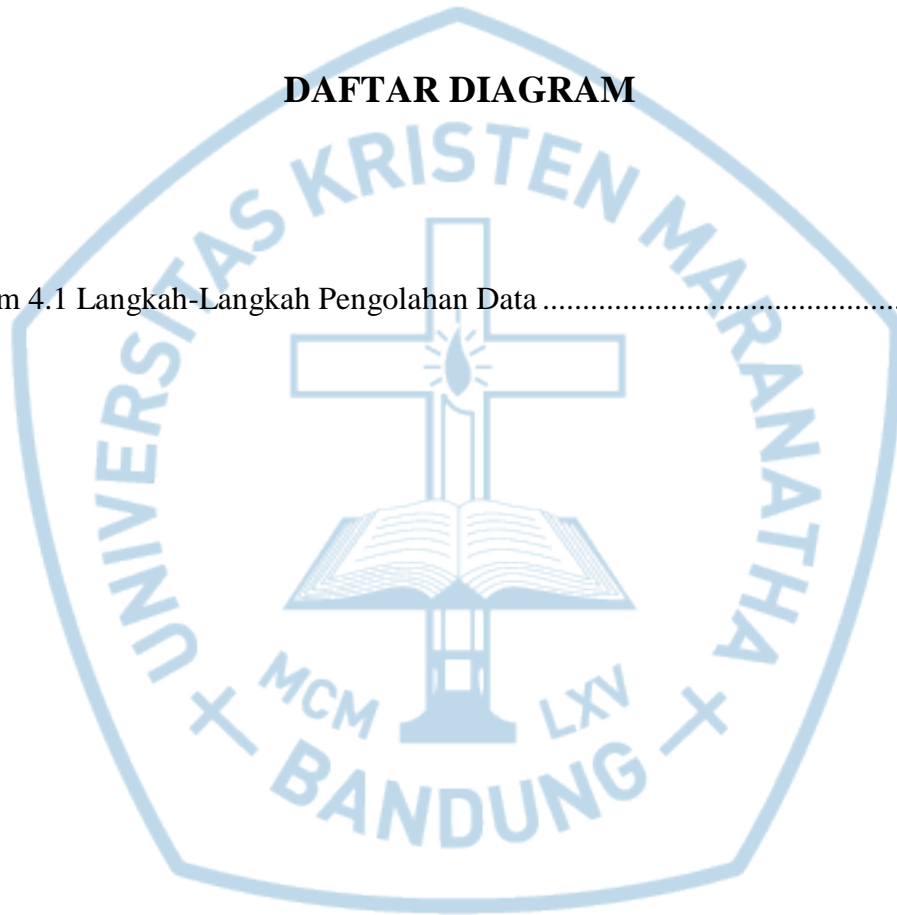 DAFTAR DIAGRAM
UNIVERSITAS KRISTEN MARANATHA
m 4.1 Langkah-Langkah Pengolahan Data ............................................
MCM LXV
BANDUNG